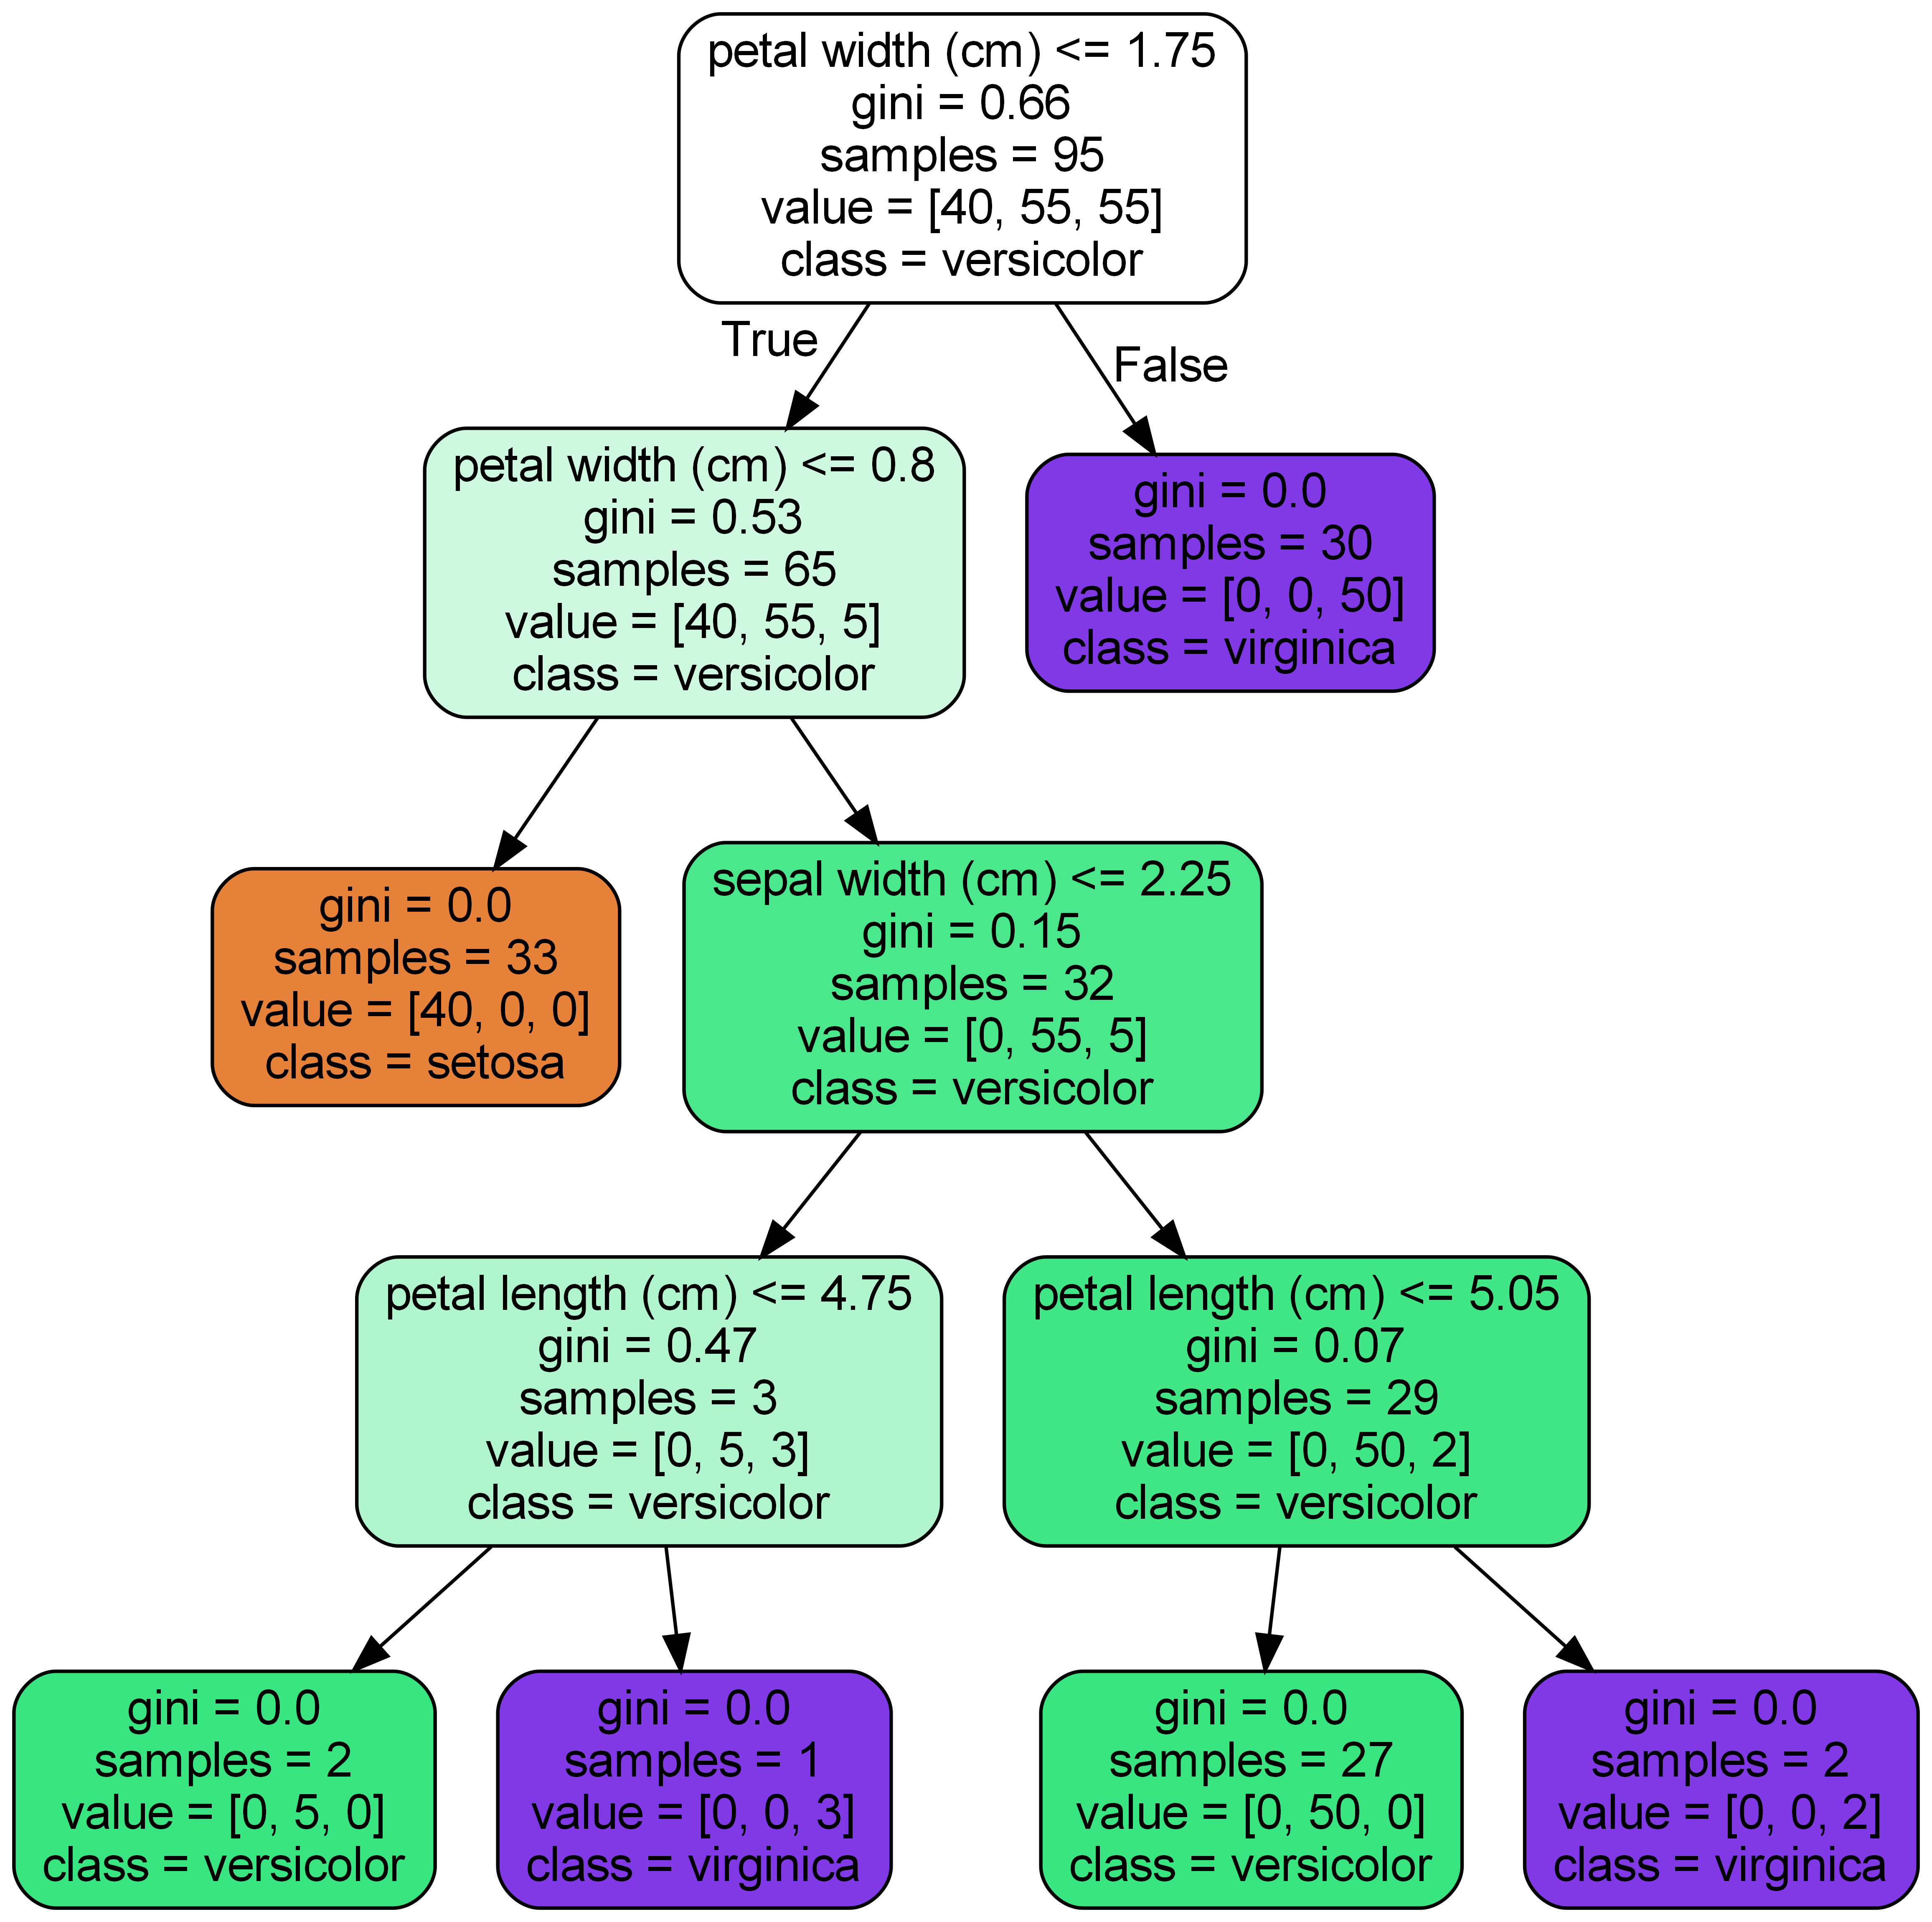 petal width (cm) <= 1.75
gini = 0.66
samples = 95
value = [40, 55, 55]
class = versicolor
True
False
petal width (cm) <= 0.8
gini = 0.53
samples = 65
value = [40, 55, 5]
class = versicolor
gini = 0.0
samples = 30
value = [0, 0, 50]
class = virginica
gini = 0.0
samples = 33
value = [40, 0, 0]
class = setosa
sepal width (cm) <= 2.25
gini = 0.15
samples = 32
value = [0, 55, 5]
class = versicolor
petal length (cm) <= 4.75
gini = 0.47
samples = 3
value = [0, 5, 3]
class = versicolor
petal length (cm) <= 5.05
gini = 0.07
samples = 29
value = [0, 50, 2]
class = versicolor
gini = 0.0
samples = 2
value = [0, 5, 0]
class = versicolor
gini = 0.0
samples = 1
value = [0, 0, 3]
class = virginica
gini = 0.0
samples = 27
value = [0, 50, 0]
class = versicolor
gini = 0.0
samples = 2
value = [0, 0, 2]
class = virginica